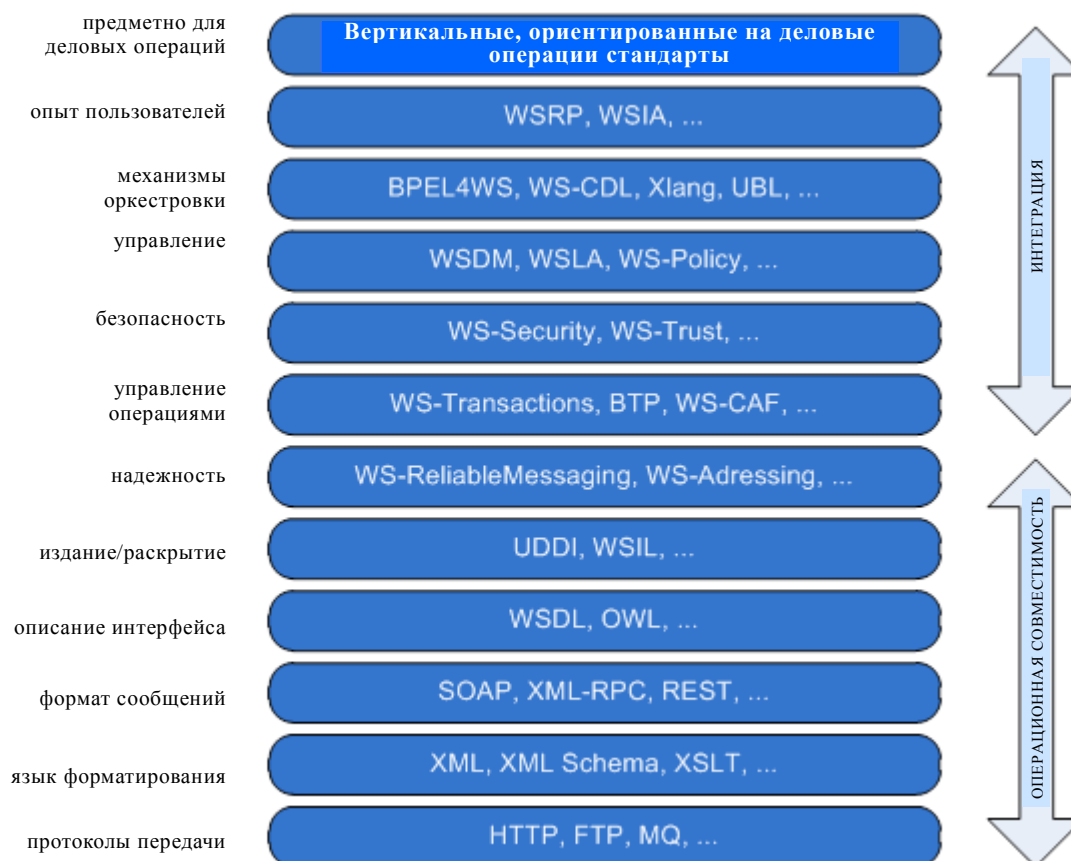 предметно для
деловых операций
Вертикальные, ориентированные на деловые
операции стандарты
опыт пользователей
WSRP, WSIA, ...
механизмы
оркестровки
BPEL4WS, WS-CDL, Xlang, UBL, ...
управление
WSDM, WSLA, WS-Policy, ...
безопасность
WS-Security, WS-Trust, ...
управление
операциями
WS-Transactions, BTP, WS-CAF, ...
ИНТЕГРАЦИЯ
надежность
WS-ReliableMessaging, WS-Adressing, ...
издание/раскрытие
UDDI, WSIL, ...
описание интерфейса
WSDL, OWL, ...
формат сообщений
SOAP, XML-RPC, REST, ...
язык форматирования
XML, XML Schema, XSLT, ...
протоколы передачи
HTTP, FTP, MQ, ...
ОПЕРАЦИОННАЯ СОВМЕСТИМОСТЬ